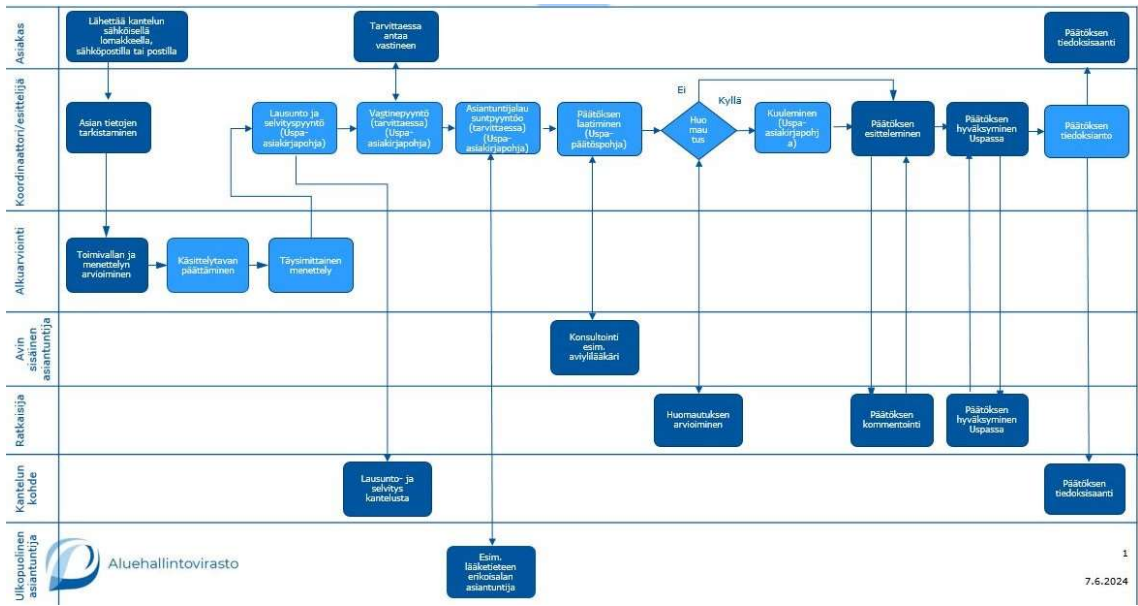 Asiakas
Lähettää kantelun
sähköisellä
lomakkeella,
sähköpostilla tai postilla
Tarvittaessa
antaa
vastineen
Päätöksen
tiedoksisaanti
Koordinaattori/esittelijä
Asian tietojen
tarkistaminen
Lausunto ja
selvityspyyntö
(Uspa-
asiakirjapohja)
Vastinepyyntö
(tarvittaessa)
(Uspa-
asiakirjapohja)
Asiantuntijalau
suntpyyntöo
(tarvittaessa)
(Uspa-
asiakirjapohja)
Päätöksen
laatiminen
(Uspa-
päätöspohja)
Huo
mau
tus
Ei
Kyllä
Kuuleminen
(Uspa-
asiakirjapohj
a)
Päätöksen
esitteleminen
Päätöksen
hyväksyminen
Uspassa
Päätöksen
tiedoksianto
Alkuarviointi
Toimivallan ja
menettelyn
arvioiminen
Käsittelytavan
päättäminen
Täysimittainen
menettely
Avin
sisäinen
asiantuntija
Konsultointi
esim.
aviylilääkäri
Ratkaisija
Huomautuksen
arvioiminen
Päätöksen
kommentointi
Päätöksen
hyväksyminen
Uspassa
Kantelun
kohde
Lausunto- ja
selvitys
kantelusta
Päätöksen
tiedoksisaanti
Ulkopuolinen
asiantuntija
Aluehallintovirasto
Esim.
lääketieteen
erikoisalan
asiantuntija
1
7.6.2024